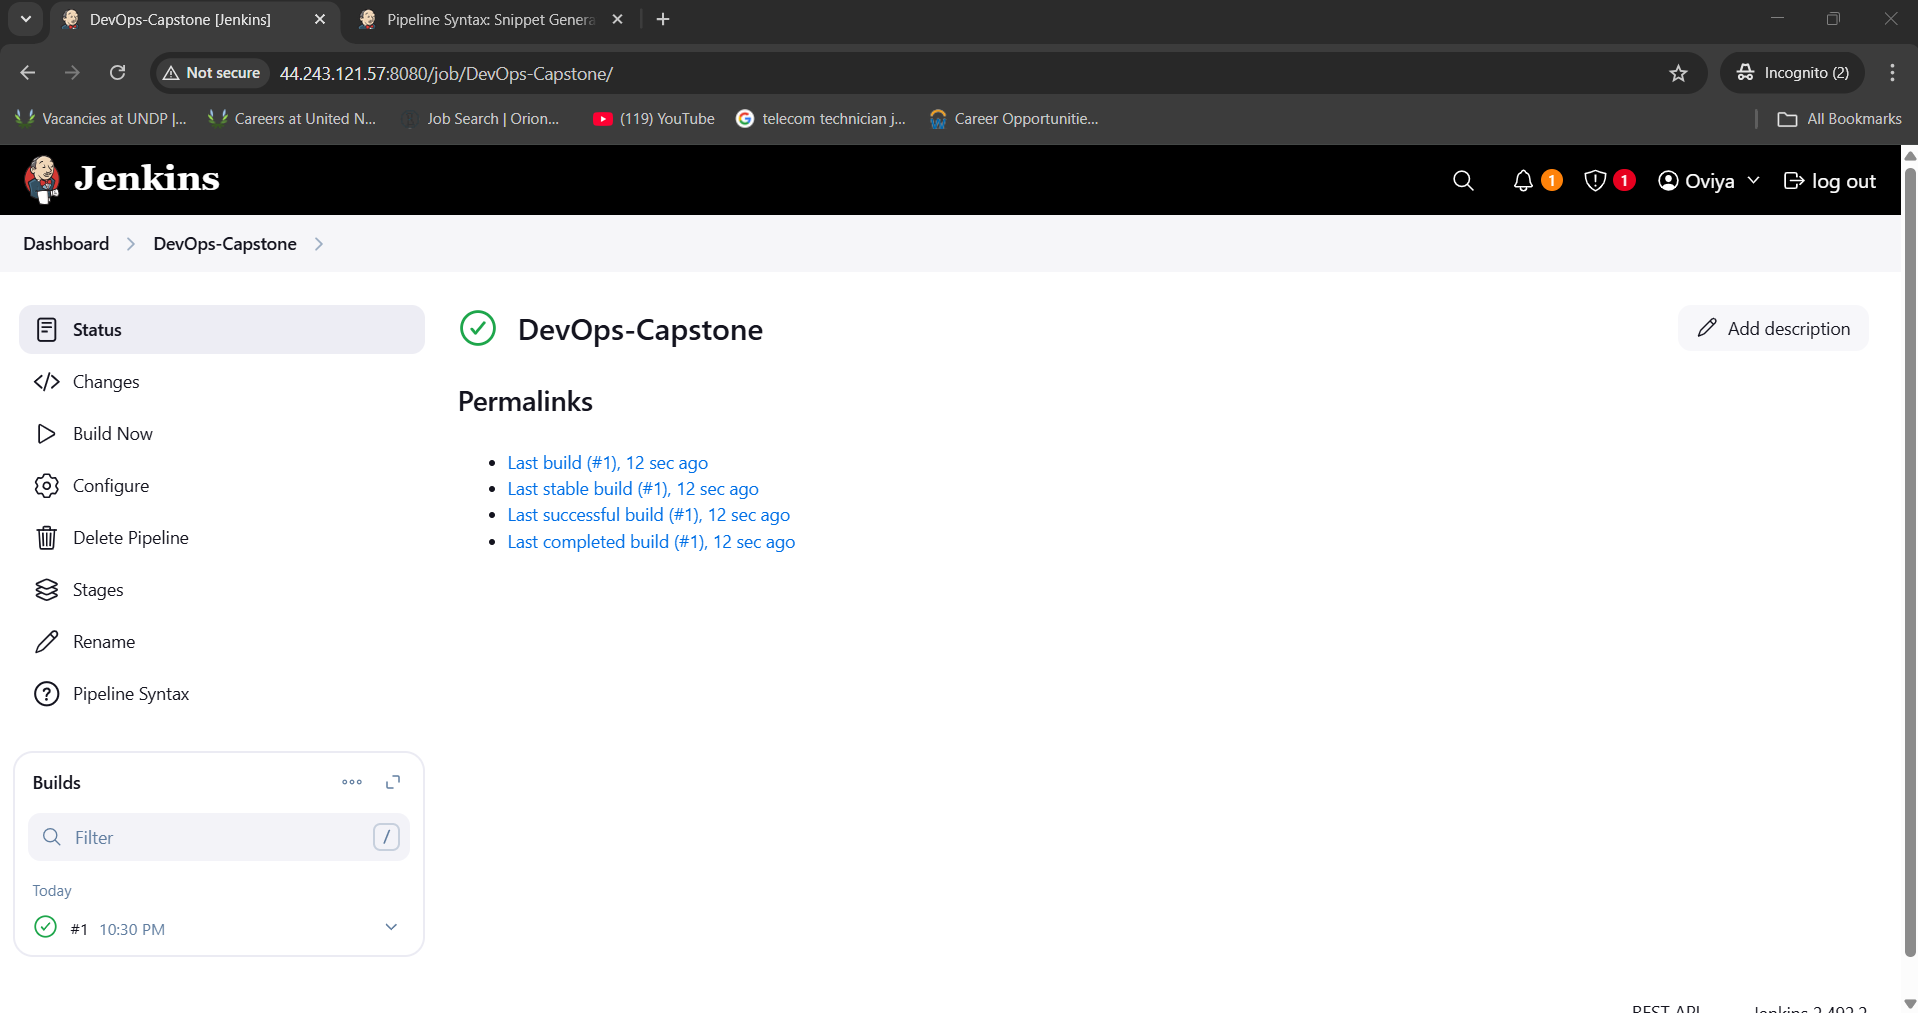 DevOps-Capstone [Jenkins]
Pipeline Syntax: Snippet Genera
Not secure
44.243.121.57:8080/job/DevOps-Capstone/
Incognito (2)
Vacancies at UNDP |...
Careers at United N...
Job Search | Orion...
(119) YouTube
telecom technician j...
Career Opportunitie...
All Bookmarks
Jenkins
1
1
Oviya
log out
Dashboard
DevOps-Capstone
Status
Changes
Build Now
Configure
Delete Pipeline
Stages
Rename
Pipeline Syntax
DevOps-Capstone
Add description
Permalinks
Last build (#1), 12 sec ago
Last stable build (#1), 12 sec ago
Last successful build (#1), 12 sec ago
Last completed build (#1), 12 sec ago
Builds
Filter
/
Today
#1 10:30 PM
REST API
Jenkins 2.492.2